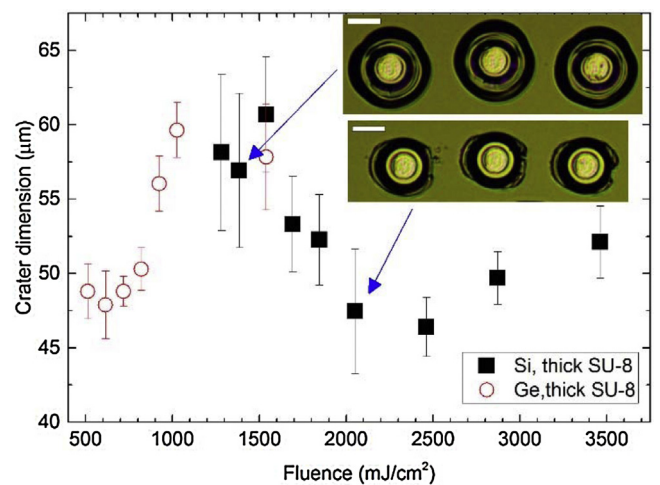 65
60
55
50
45
40
Crater dimension (μm)
Si, thick SU-8
Ge,thick SU-8
500 1000 1500 2000 2500 3000 3500
Fluence (mJ/cm²)